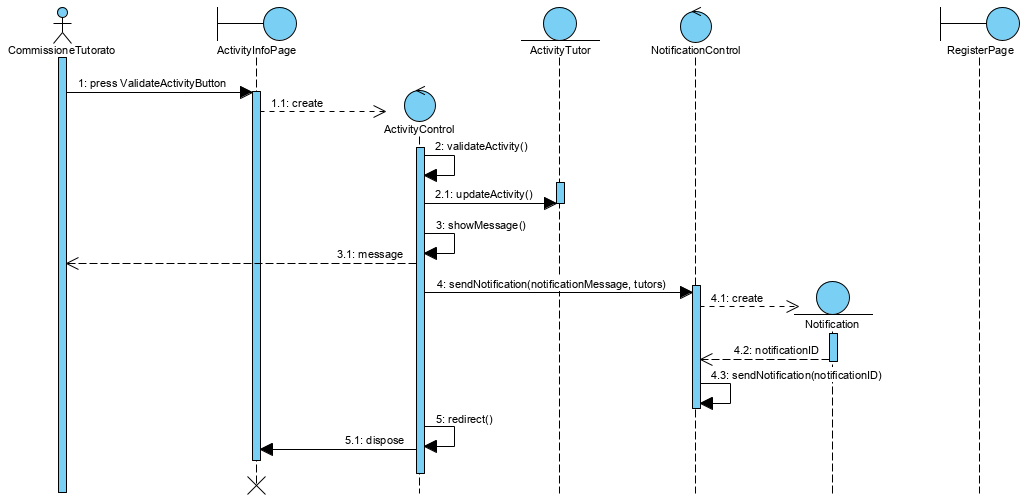 CommissioneTutorato
ActivityInfoPage
ActivityTutor
NotificationControl
RegisterPage
1: press ValidateActivityButton
1.1: create
ActivityControl
2: validateActivity()
2.1: updateActivity()
3: showMessage()
3.1: message
4: sendNotification(notificationMessage, tutors)
4.1: create
Notification
4.2: notificationID
4.3: sendNotification(notificationID)
5: redirect()
5.1: dispose